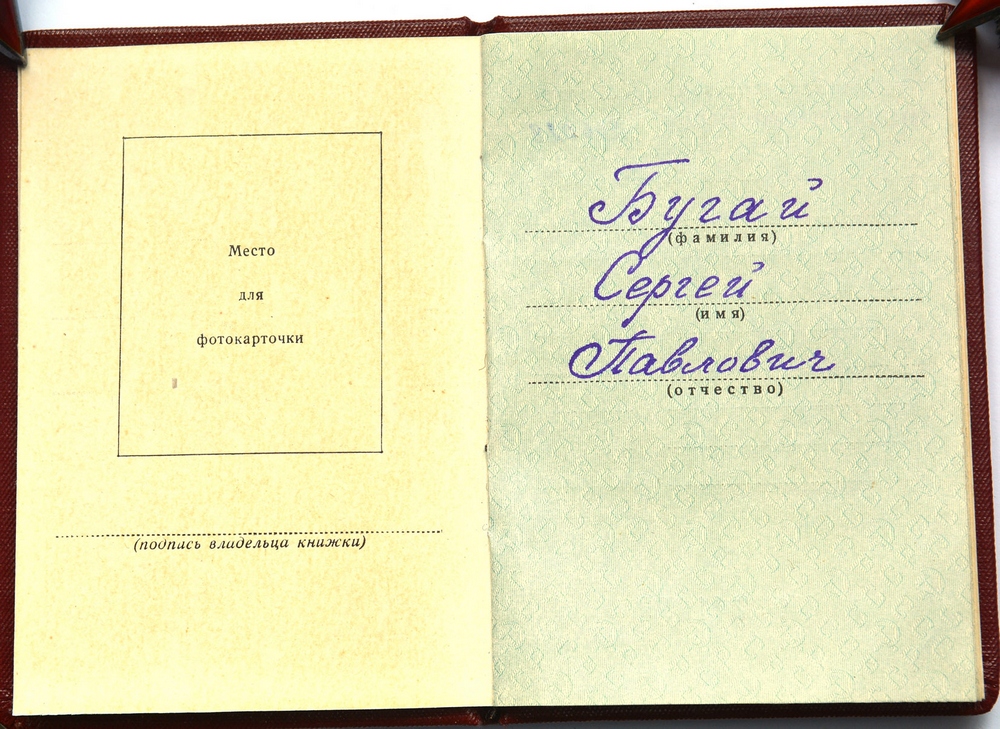 Место
для
фотокарточки
(подпись владельца книжки)
Бугай
(фамилия)
Сергей
(имя)
Павлович
(отчество)